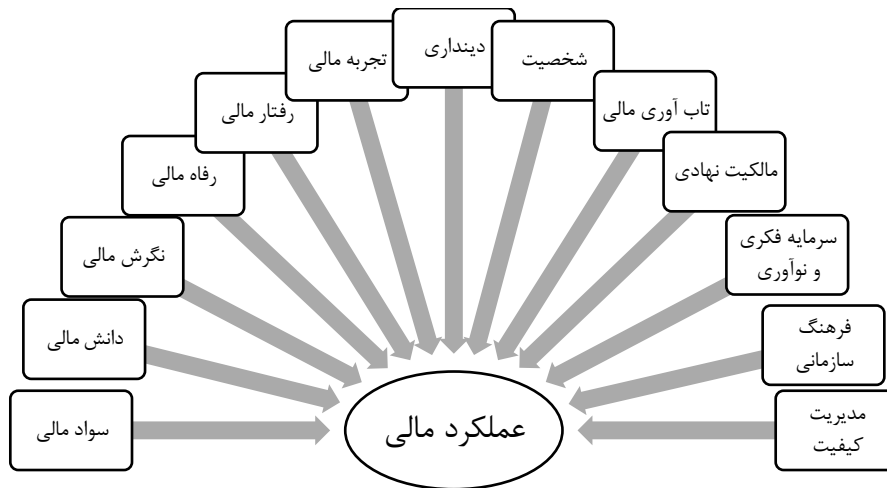 دینداری
شخصیت
تجربه مالی
تاب آوری مالی
رفتار مالی
مالکیت نهادی
رفاه مالی
سرمایه فکری
و نوآوری
نگرش مالی
فرهنگ
سازمانی
دانش مالی
مدیریت
کیفیت
سواد مالی
عملکرد مالی